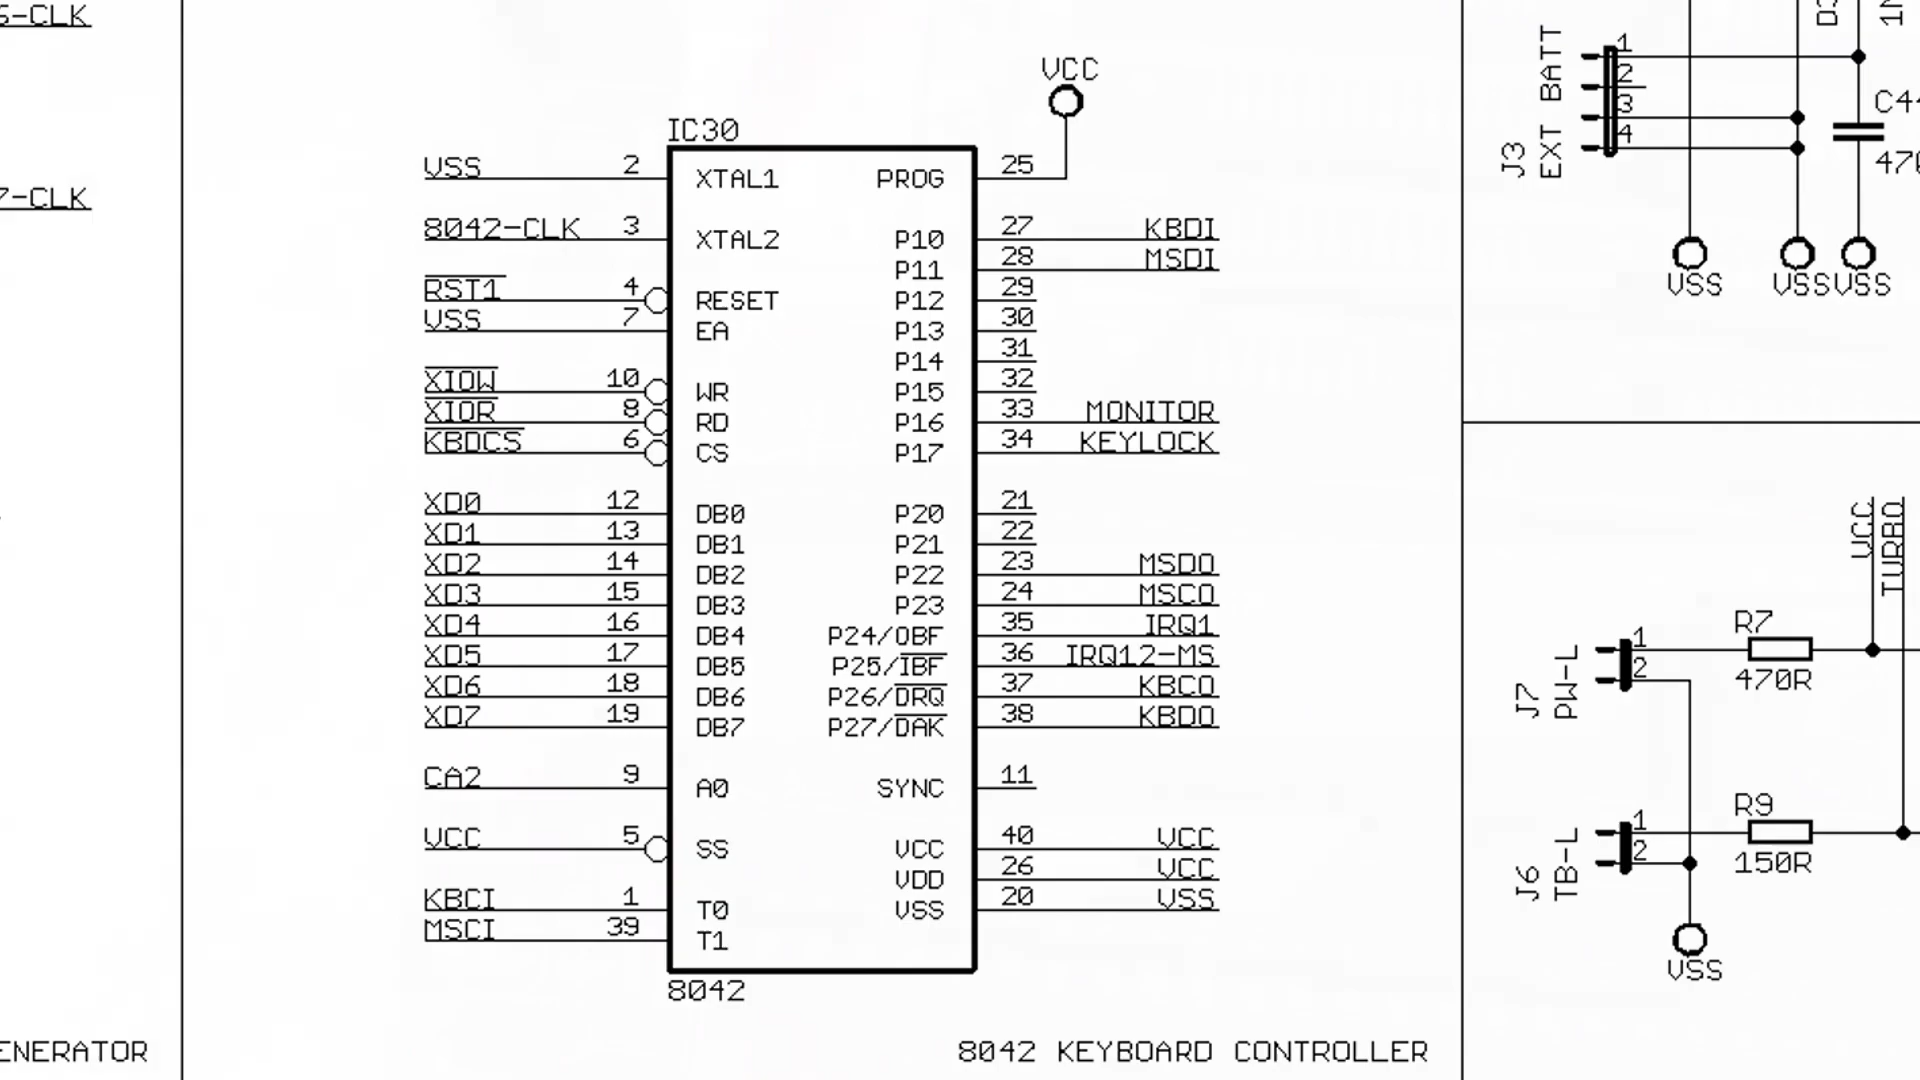 -CLK
-CLK
ENERATOR
IC30
VCC
VSS 2 XTAL1 PROG 25
8042-CLK 3 XTAL2 P10 27 KBDI
P11 28 MSDI
RST1 4 RESET P12 29
VSS 7 EA P13 30
P14 31
XIOW 10 WR P15 32
XIOR 8 RD P16 33 MONITOR
KBDCS 6 CS P17 34 KEYLOCK
XD0 12 DB0 P20 21
XD1 13 DB1 P21 22
XD2 14 DB2 P22 23 MSDO
XD3 15 DB3 P23 24 MSCO
XD4 16 DB4 P24/OBF 35 IRQ1
XD5 17 DB5 P25/IBF 36 IRQ12-MS
XD6 18 DB6 P26/DRQ 37 KBCO
XD7 19 DB7 P27/DAK 38 KBDO
CA2 9 A0 SYNC 11
VCC 5 SS VCC 40 VCC
VDD 26 VCC
KBCI 1 T0 VSS 20 VSS
MSCI 39 T1
8042
8042 KEYBOARD CONTROLLER
J3
EXT BATT
1
2
3
4
C44
VSS
VSS
VSS
VCC
TURBO
J7
PW-L
1
2
R7
470R
J6
TB-L
1
2
R9
150R
VSS